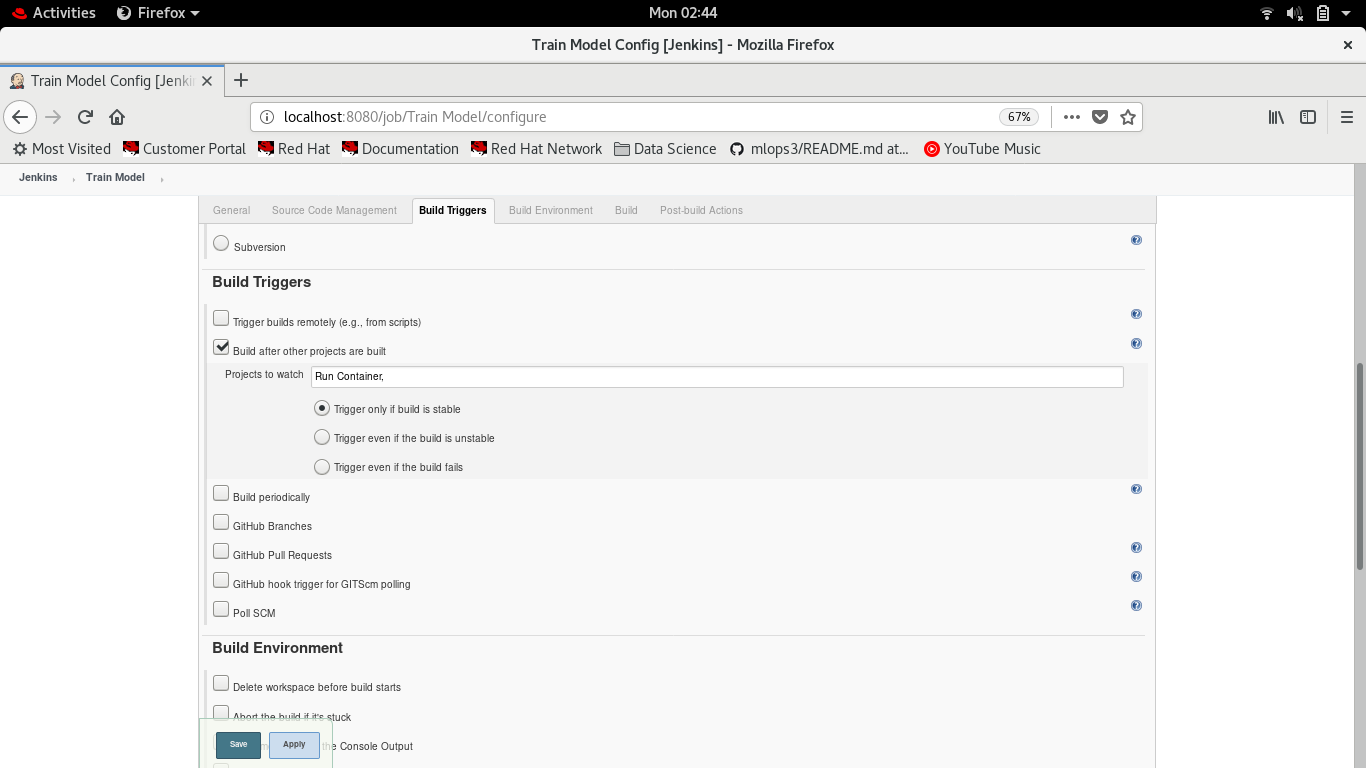 Activities Firefox Mon 02:44
Train Model Config [Jenkins] - Mozilla Firefox
Train Model Config [Jenki
localhost:8080/job/Train Model/configure 67%
Most Visited Customer Portal Red Hat Documentation Red Hat Network Data Science mlops3/README.md at... YouTube Music
Jenkins Train Model
General Source Code Management Build Triggers Build Environment Build Post-build Actions
Subversion
Build Triggers
Trigger builds remotely (e.g., from scripts)
Build after other projects are built
Projects to watch Run Container,
Trigger only if build is stable
Trigger even if the build is unstable
Trigger even if the build fails
Build periodically
GitHub Branches
GitHub Pull Requests
GitHub hook trigger for GITScm polling
Poll SCM
Build Environment
Delete workspace before build starts
Abort the build if it's stuck
the Console Output
Save Apply